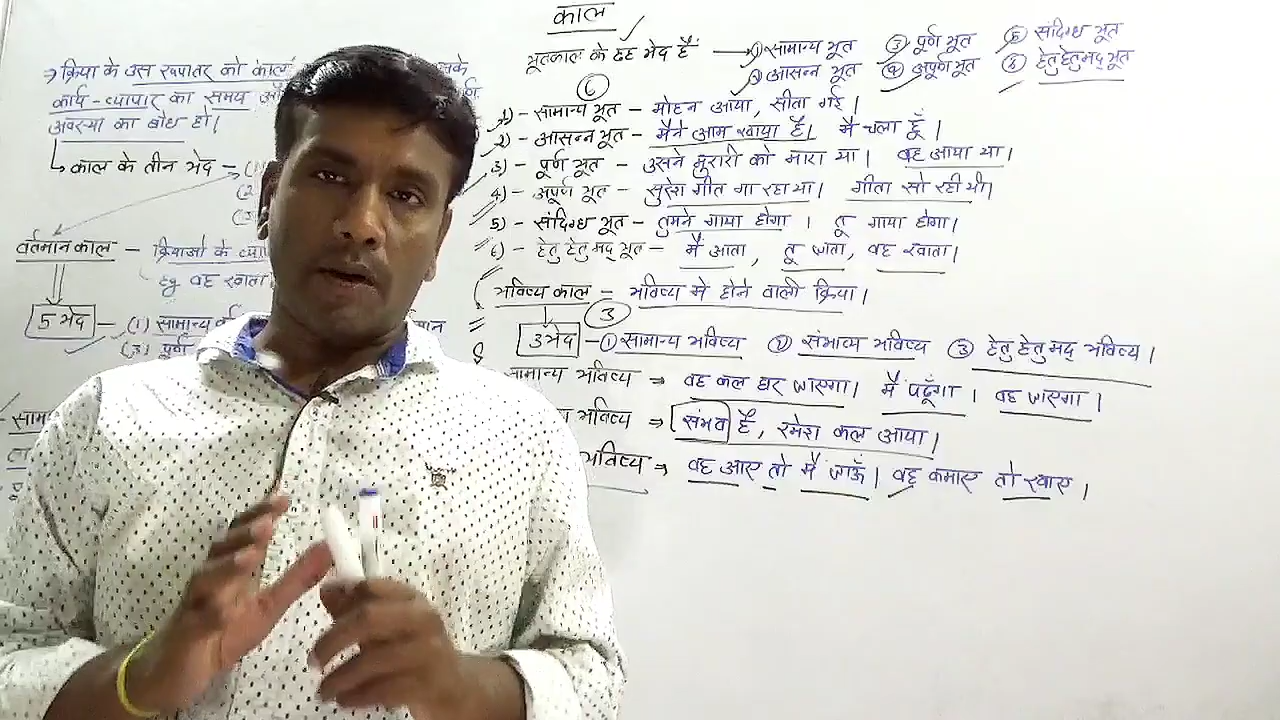 काल
भूतकाल के छह भेद हैं → ① सामान्य भूत ③ पूर्ण भूत ⑤ संदिग्ध भूत
② आसन्न भूत ④ अपूर्ण भूत ⑥ हेतुहेतुमद् भूत
⑥
→ क्रिया के उस रूपांतर को काल
कार्य - व्यापार का समय
अवस्था का बोध हो।
काल के तीन भेद -
वर्तमान काल -
क्रियाओं के
वह
5 भेद - (1) सामान्य
(3) पूर्ण
1) - सामान्य भूत - मोहन आया, सीता गई।
2) - आसन्न भूत - मैंने आम खाया है। मैं चला हूँ।
3) - पूर्ण भूत - उसने मुरारी को मारा था। वह आया था।
4) - अपूर्ण भूत - सुरेश गीत गा रहा था। गीता सो रही थी।
5) - संदिग्ध भूत - तुमने गाया होगा। तू गाया होगा।
6) - हेतुहेतुमद् भूत - मैं आता, तू जाता, वह खाता।
भविष्य काल - भविष्य में होने वाली क्रिया।
③
3 भेद - ① सामान्य भविष्य ② संभाव्य भविष्य ③ हेतुहेतुमद् भविष्य।
सामान्य भविष्य ⇒ वह कल घर जाएगा। मैं पढूँगा। वह जाएगा।
भविष्य ⇒ संभव है, रमेश कल आया।
भविष्य ⇒ वह आए तो मैं जाऊँ। वह कमाए तो खाए।